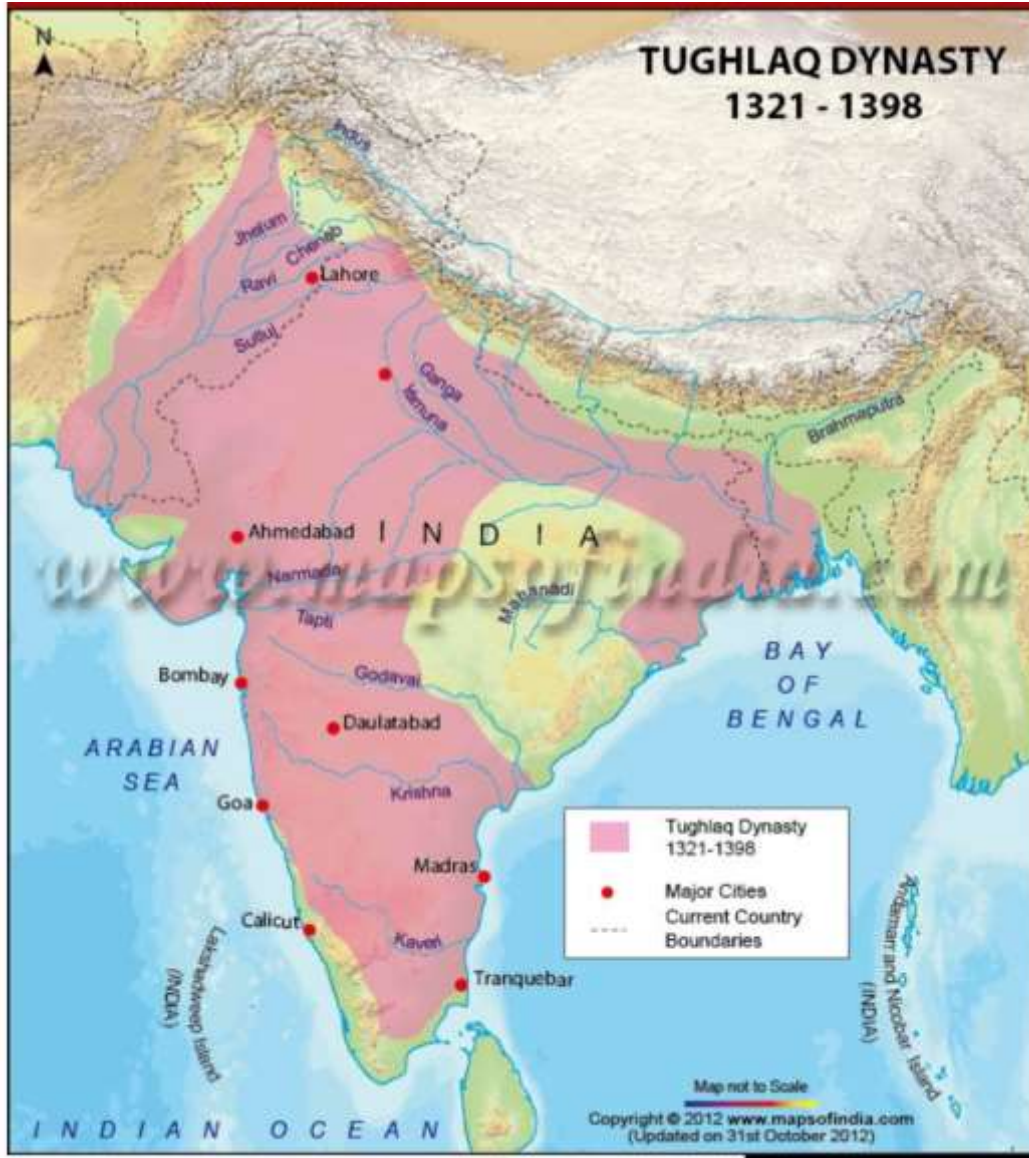 N
TUGHLAQ DYNASTY
1321 - 1398
Indus
Jhelum
Chenab
Ravi
Lahore
Sutluj
Ganga
Iamuna
Brahmaputra
Ahmedabad
I N D I A
www.mapsofindia.com
Narmada
Mahanadi
Tapti
Godavai
Bombay
Daulatabad
BAY
OF
BENGAL
ARABIAN
SEA
Krishna
Goa
Madras
Calicut
Kaveri
Tranquebar
Lakshadweep Island
(INDIA)
Tughlaq Dynasty
1321-1398
Major Cities
Current Country
Boundaries
Andaman and Nicobar Island
(INDIA)
Map not to Scale
Copyright © 2012 www.mapsofindia.com
(Updated on 31st October 2012)
INDIAN OCEAN